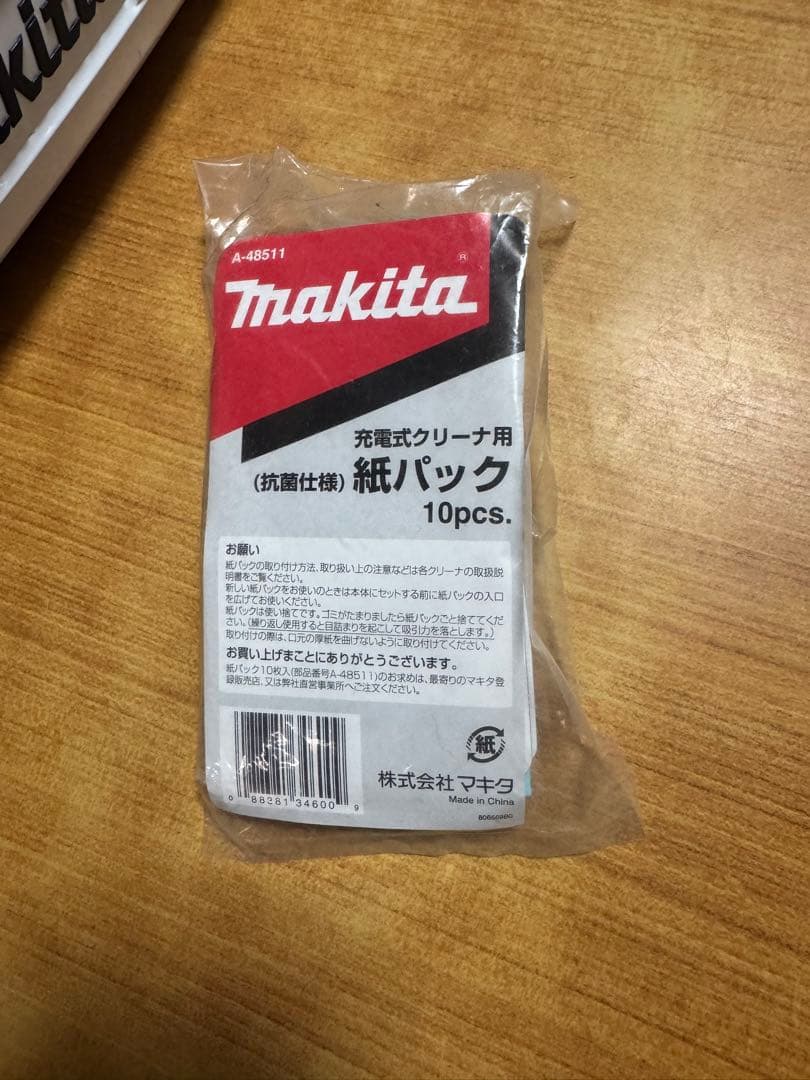 akita
A-48511
makita®
充電式クリーナ用
(抗菌仕様) 紙パック
10pcs.
お願い
紙パックの取り付け方法、取り扱い上の注意などは各クリーナの取扱説
明書をご覧ください。
新しい紙パックをお使いのときは本体にセットする前に紙パックの入口
を広げてお使いください。
紙パックは使い捨てです。ゴミがたまりましたら紙パックごと捨ててくだ
さい。(繰り返し使用すると目詰まりを起こして吸引力を落とします。)
取り付けの際は、口元の厚紙を曲げないように取り付けてください。
お買い上げまことにありがとうございます。
紙パック10枚入(部品番号A-48511)のお求めは、最寄りのマキタ登
録販売店、又は弊社直営事業所へご注文ください。
0 88381 34600 9
紙
株式会社 マキタ
Made in China